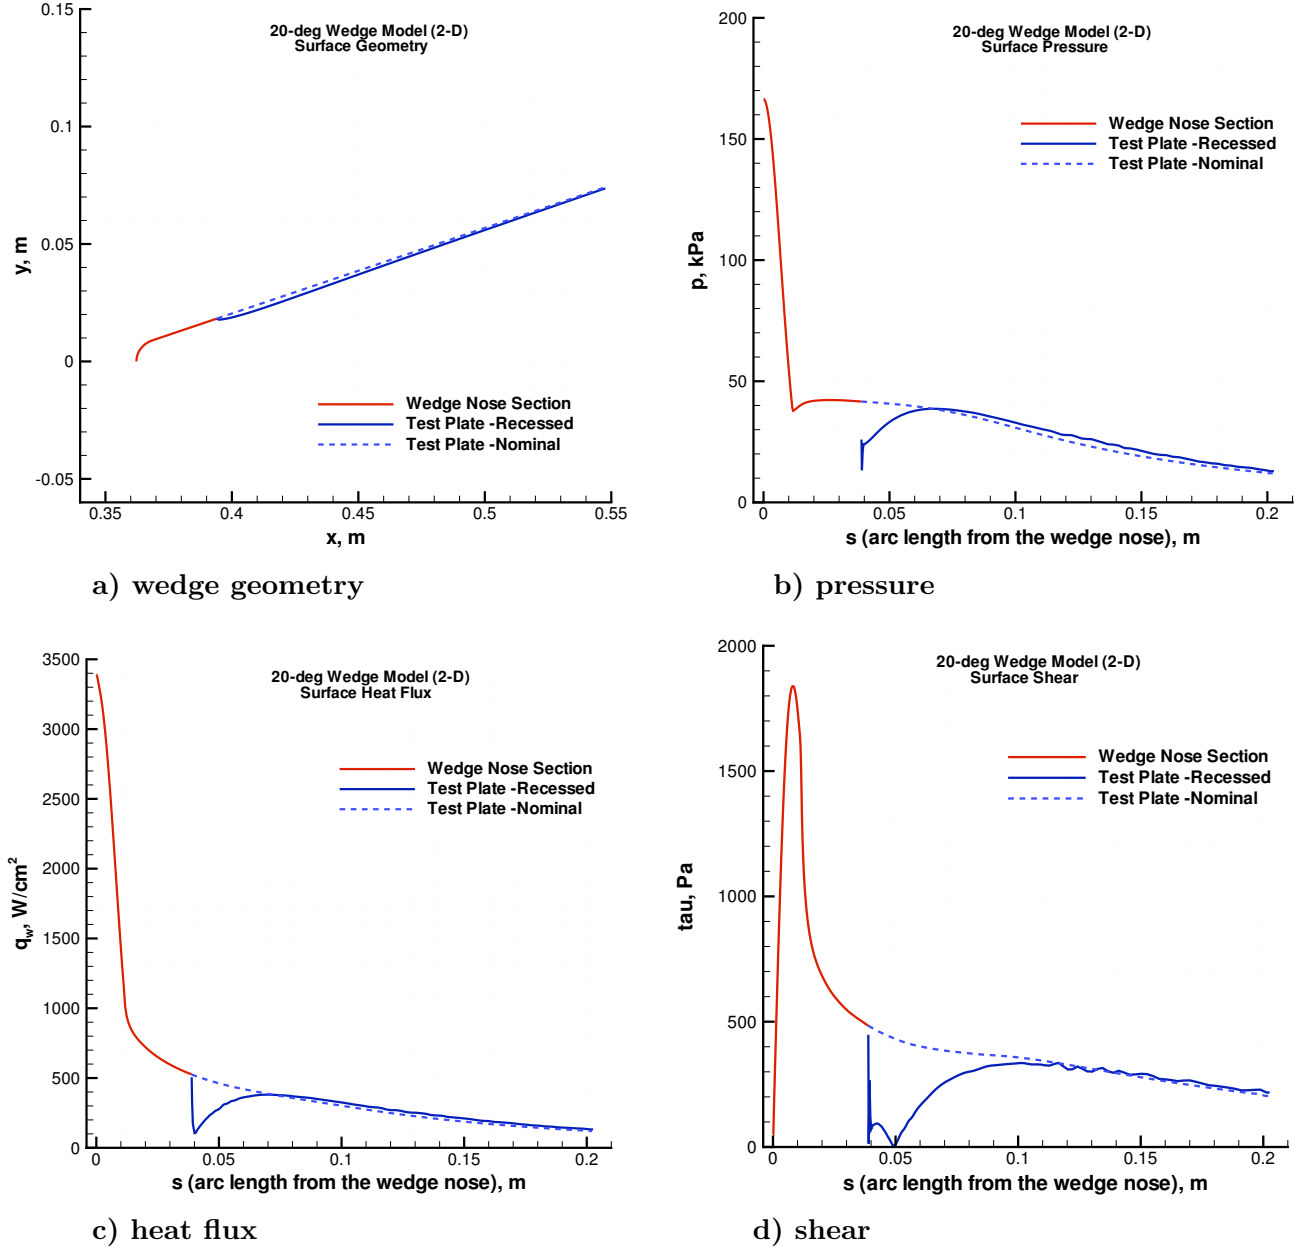 20-deg Wedge Model (2-D)
Surface Geometry
0.15
0.1
0.05
0
-0.05
0.35
0.4
0.45
0.5
0.55
y, m
x, m
Wedge Nose Section
Test Plate -Recessed
Test Plate -Nominal
a) wedge geometry
20-deg Wedge Model (2-D)
Surface Pressure
200
150
100
50
0
0
0.05
0.1
0.15
0.2
p, kPa
s (arc length from the wedge nose), m
Wedge Nose Section
Test Plate -Recessed
Test Plate -Nominal
b) pressure
20-deg Wedge Model (2-D)
Surface Heat Flux
3500
3000
2500
2000
1500
1000
500
0
0
0.05
0.1
0.15
0.2
q_w, W/cm²
s (arc length from the wedge nose), m
Wedge Nose Section
Test Plate -Recessed
Test Plate -Nominal
c) heat flux
20-deg Wedge Model (2-D)
Surface Shear
2000
1500
1000
500
0
0
0.05
0.1
0.15
0.2
tau, Pa
s (arc length from the wedge nose), m
Wedge Nose Section
Test Plate -Recessed
Test Plate -Nominal
d) shear